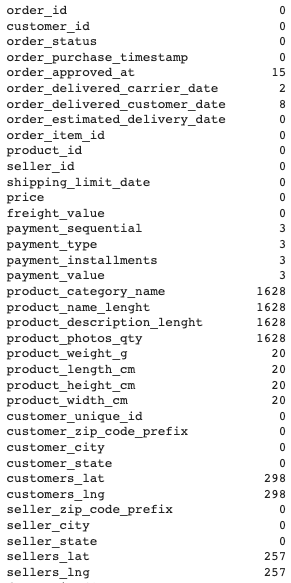 order_id 0
customer_id 0
order_status 0
order_purchase_timestamp 0
order_approved_at 15
order_delivered_carrier_date 2
order_delivered_customer_date 8
order_estimated_delivery_date 0
order_item_id 0
product_id 0
seller_id 0
shipping_limit_date 0
price 0
freight_value 0
payment_sequential 3
payment_type 3
payment_installments 3
payment_value 3
product_category_name 1628
product_name_lenght 1628
product_description_lenght 1628
product_photos_qty 1628
product_weight_g 20
product_length_cm 20
product_height_cm 20
product_width_cm 20
customer_unique_id 0
customer_zip_code_prefix 0
customer_city 0
customer_state 0
customers_lat 298
customers_lng 298
seller_zip_code_prefix 0
seller_city 0
seller_state 0
sellers_lat 257
sellers_lng 257